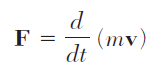 F = d/dt (mv)